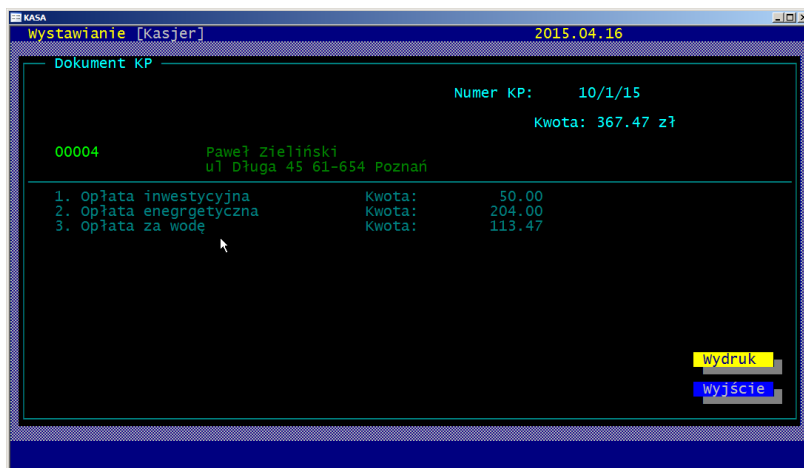 KASA
Wystawianie [Kasjer] 2015.04.16
Dokument KP
Numer KP: 10/1/15
Kwota: 367.47 zł
00004 Paweł Zieliński
ul Długa 45 61-654 Poznań
1. Opłata inwestycyjna Kwota: 50.00
2. Opłata enegrgetyczna Kwota: 204.00
3. Opłata za wodę Kwota: 113.47
Wydruk
Wyjście